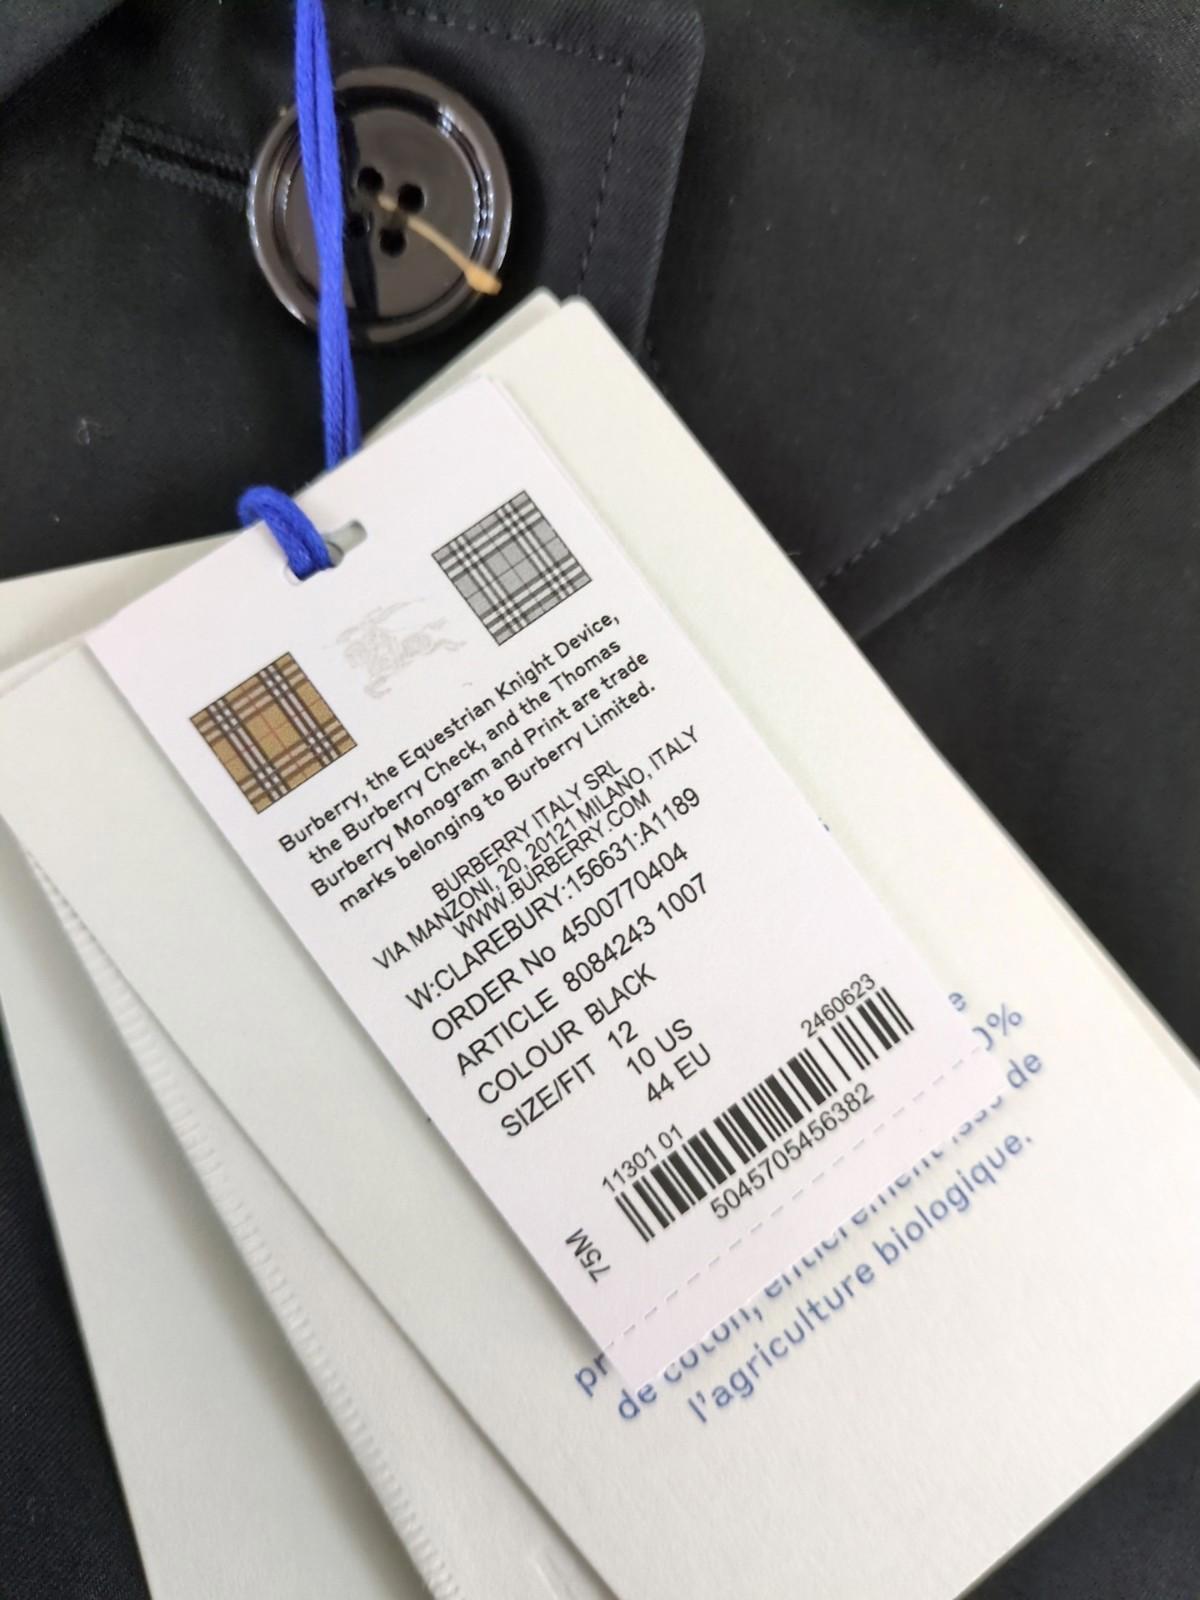 Burberry, the Equestrian Knight Device,
the Burberry Check, and the Thomas
Burberry Monogram and Print are trade
marks belonging to Burberry Limited.
BURBERRY ITALY SRL
VIA MANZONI, 20, 20121 MILANO, ITALY
WWW.BURBERRY.COM
W:CLAREBURY:156631:A1189
ORDER No 4500770404
ARTICLE 8084243 1007
COLOUR BLACK
SIZE/FIT 12
10 US
44 EU
11301 01 2460623
5045705456382
75M
0%
de
de coton, entièrement
l'agriculture biologique.